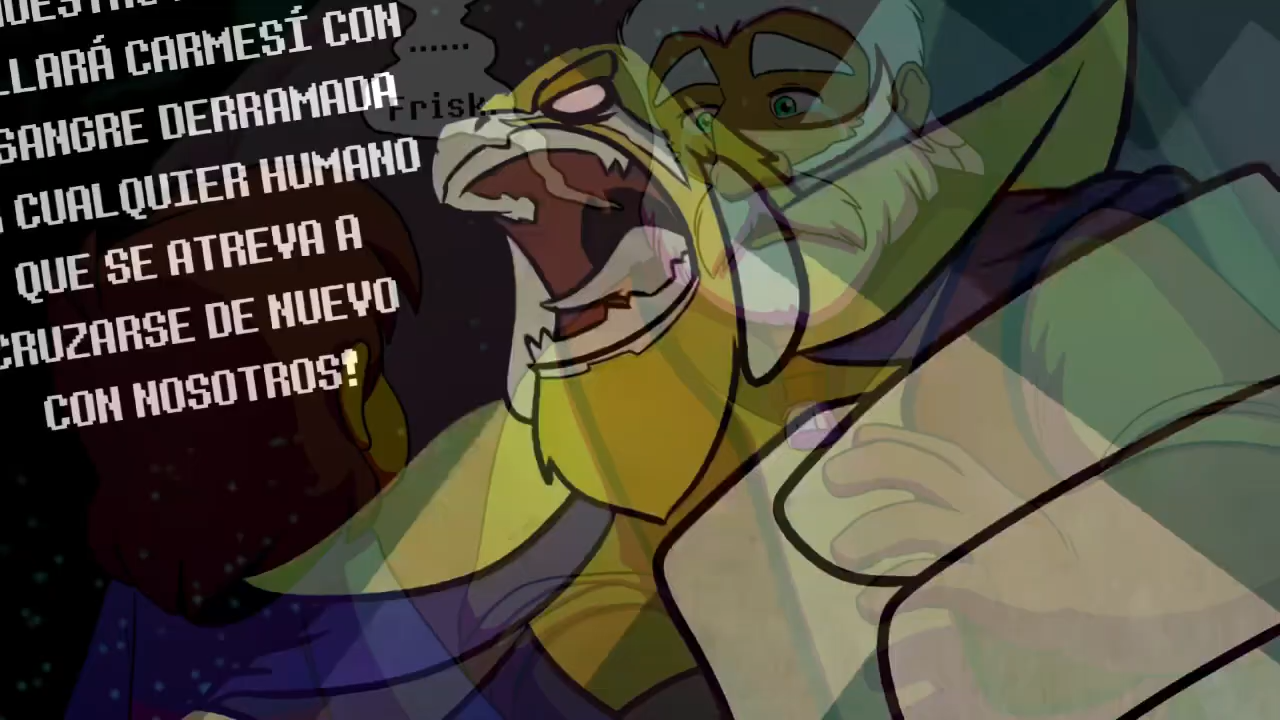 LLARÁ CARMESÍ CON
SANGRE DERRAMADA
CUALQUIER HUMANO
QUE SE ATREVA A
CRUZARSE DE NUEVO
CON NOSOTROS!
......
Frisk..